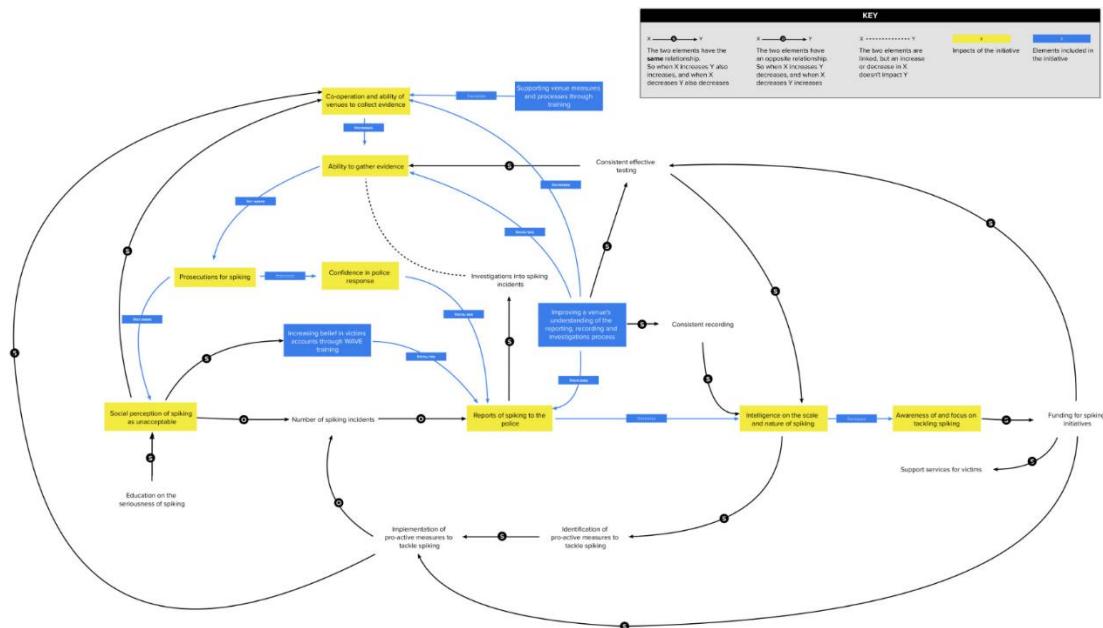 KEY
X S Y
The two elements have the
same relationship.
So when X increases Y also
increases, and when X
decreases Y also decreases
X O Y
The two elements have
an opposite relationship.
So when X increases Y
decreases, and when X
decreases Y increases
X Y
The two elements are
linked, but an increase
or decrease in X
doesn't impact Y
X
Impacts of the initiative
X
Elements included in
the initiative
Co-operation and ability of
venues to collect evidence
Supporting venue measures
and processes through
training
Ability to gather evidence
S
Consistent effective
testing
S
S
S
S
Prosecutions for spiking
Confidence in police
response
Investigations into spiking
incidents
Increasing belief in victims
accounts through WAVE
training
Improving a venue's
understanding of the
reporting, recording and
investigations process
S
Consistent recording
S
S
S
S
Social perception of spiking
as unacceptable
O
Number of spiking incidents
O
Reports of spiking to the
police
Intelligence on the scale
and nature of spiking
Awareness of and focus on
tackling spiking
S
Funding for spiking
initiatives
S
Support services for victims
S
Education on the
seriousness of spiking
O
Implementation of
pro-active measures to
tackle spiking
S
Identification of
pro-active measures to
tackle spiking
S
S